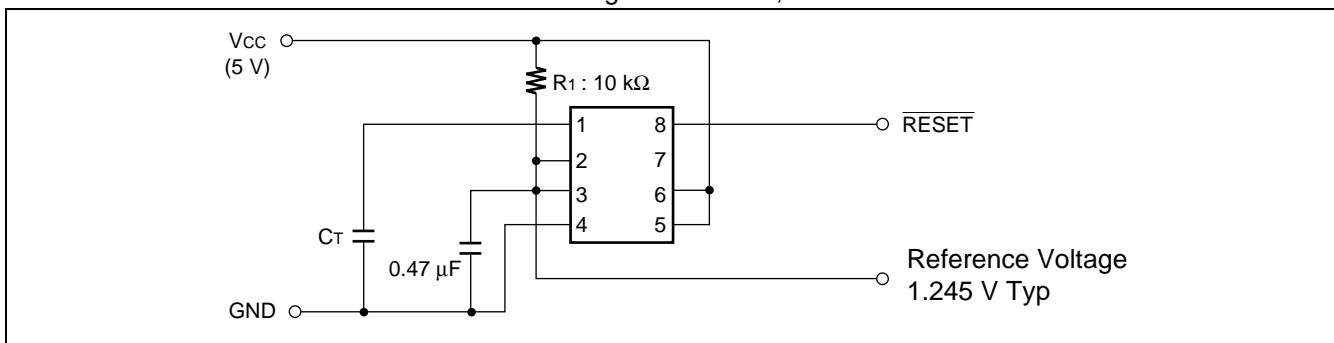 VCC
(5 V)
R1 : 10 kΩ
1 8
2 7
3 6
4 5
RESET
CT
0.47 μF
Reference Voltage
1.245 V Typ
GND